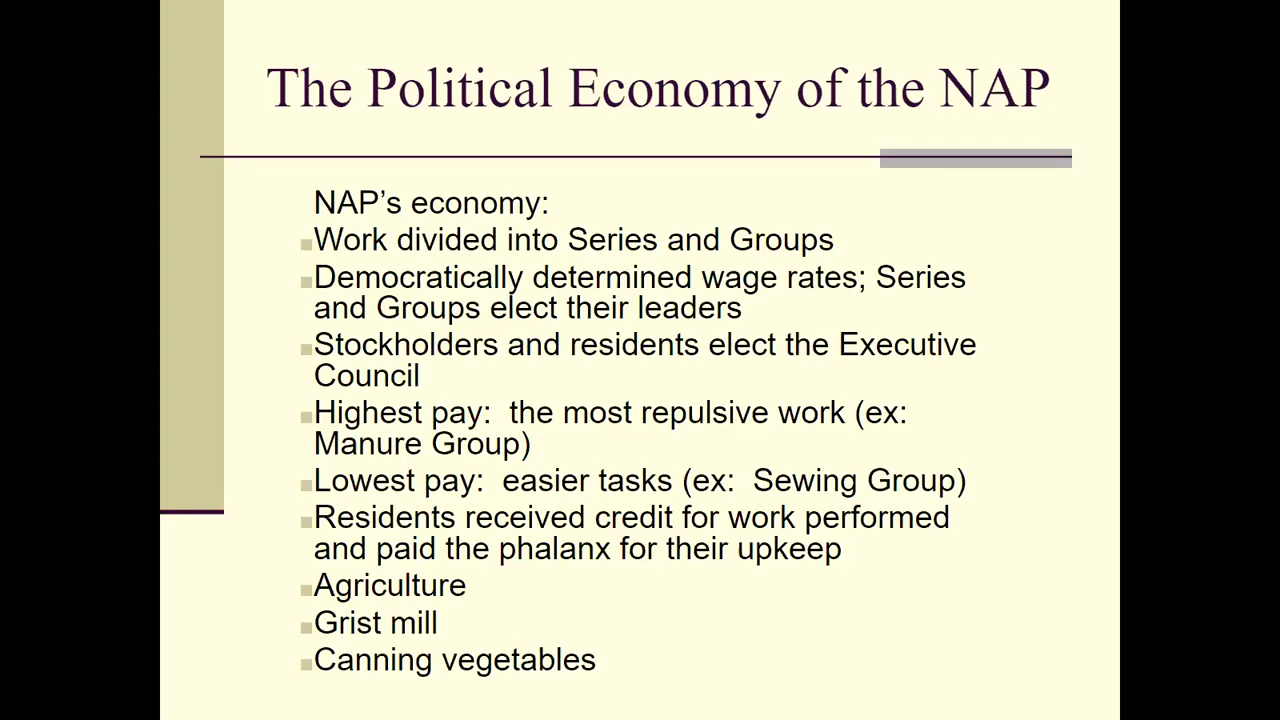 The Political Economy of the NAP
NAP’s economy:
Work divided into Series and Groups
Democratically determined wage rates; Series
and Groups elect their leaders
Stockholders and residents elect the Executive
Council
Highest pay:  the most repulsive work (ex:
Manure Group)
Lowest pay:  easier tasks (ex:  Sewing Group)
Residents received credit for work performed
and paid the phalanx for their upkeep
Agriculture
Grist mill
Canning vegetables